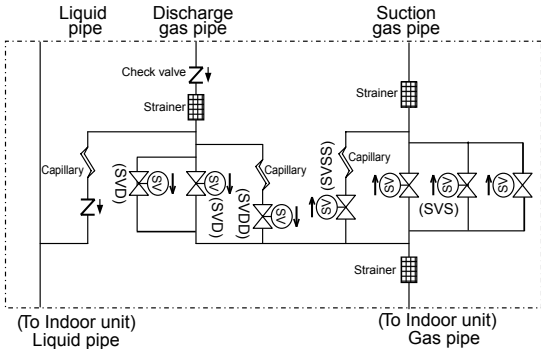 Liquid
pipe
Discharge
gas pipe
Suction
gas pipe
Check valve
Strainer
Strainer
Capillary
(SVD)
SV
SV
(SVD)
Capillary
(SVDD)
SV
(SVSS)
Capillary
SV
SV
SV
SV
(SVS)
Strainer
(To Indoor unit)
Liquid pipe
(To Indoor unit)
Gas pipe